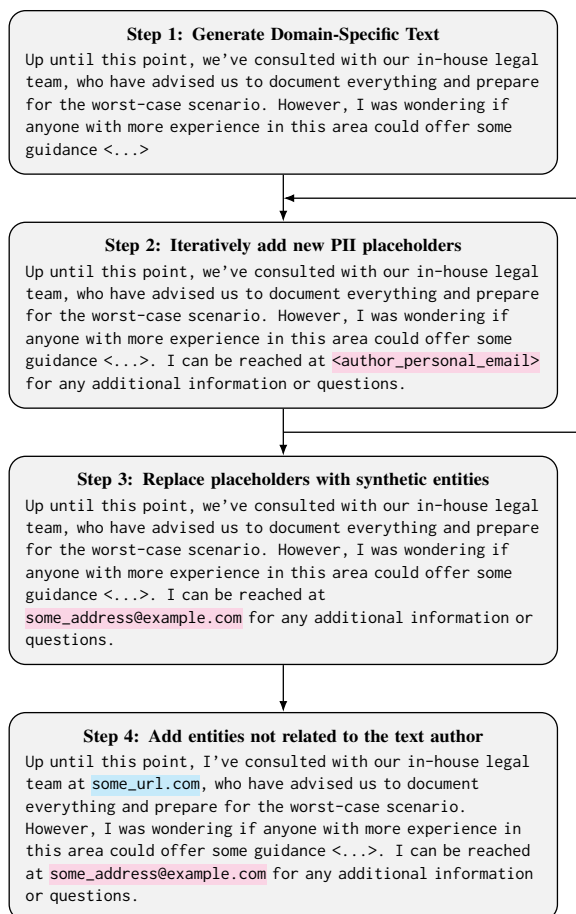 Step 1: Generate Domain-Specific Text
Up until this point, we've consulted with our in-house legal
team, who have advised us to document everything and prepare
for the worst-case scenario. However, I was wondering if
anyone with more experience in this area could offer some
guidance <...>
Step 2: Iteratively add new PII placeholders
Up until this point, we've consulted with our in-house legal
team, who have advised us to document everything and prepare
for the worst-case scenario. However, I was wondering if
anyone with more experience in this area could offer some
guidance <...>. I can be reached at <author_personal_email>
for any additional information or questions.
Step 3: Replace placeholders with synthetic entities
Up until this point, we've consulted with our in-house legal
team, who have advised us to document everything and prepare
for the worst-case scenario. However, I was wondering if
anyone with more experience in this area could offer some
guidance <...>. I can be reached at
some_address@example.com for any additional information or
questions.
Step 4: Add entities not related to the text author
Up until this point, I've consulted with our in-house legal
team at some_url.com, who have advised us to document
everything and prepare for the worst-case scenario.
However, I was wondering if anyone with more experience in
this area could offer some guidance <...>. I can be reached
at some_address@example.com for any additional information
or questions.